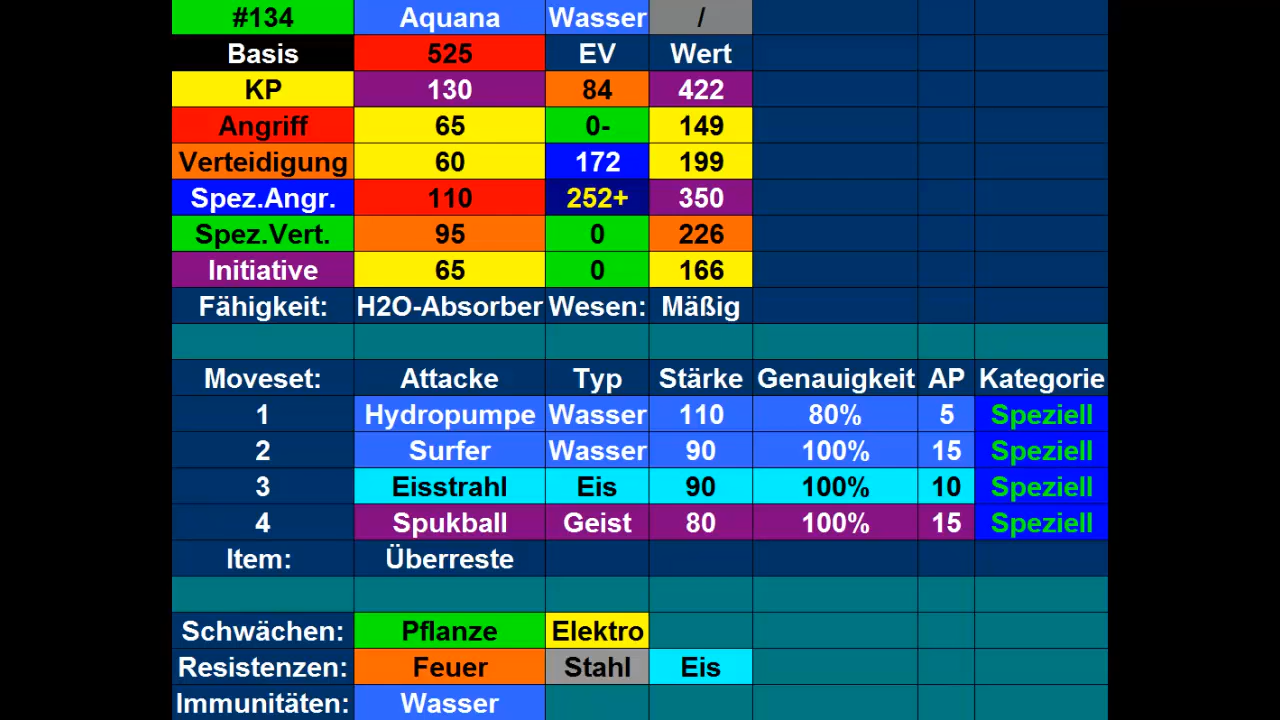 #134 Aquana Wasser /
Basis 525 EV Wert
KP 130 84 422
Angriff 65 0- 149
Verteidigung 60 172 199
Spez.Angr. 110 252+ 350
Spez.Vert. 95 0 226
Initiative 65 0 166
Fähigkeit: H2O-Absorber Wesen: Mäßig
Moveset: Attacke Typ Stärke Genauigkeit AP Kategorie
1 Hydropumpe Wasser 110 80% 5 Speziell
2 Surfer Wasser 90 100% 15 Speziell
3 Eisstrahl Eis 90 100% 10 Speziell
4 Spukball Geist 80 100% 15 Speziell
Item: Überreste
Schwächen: Pflanze Elektro
Resistenzen: Feuer Stahl Eis
Immunitäten: Wasser